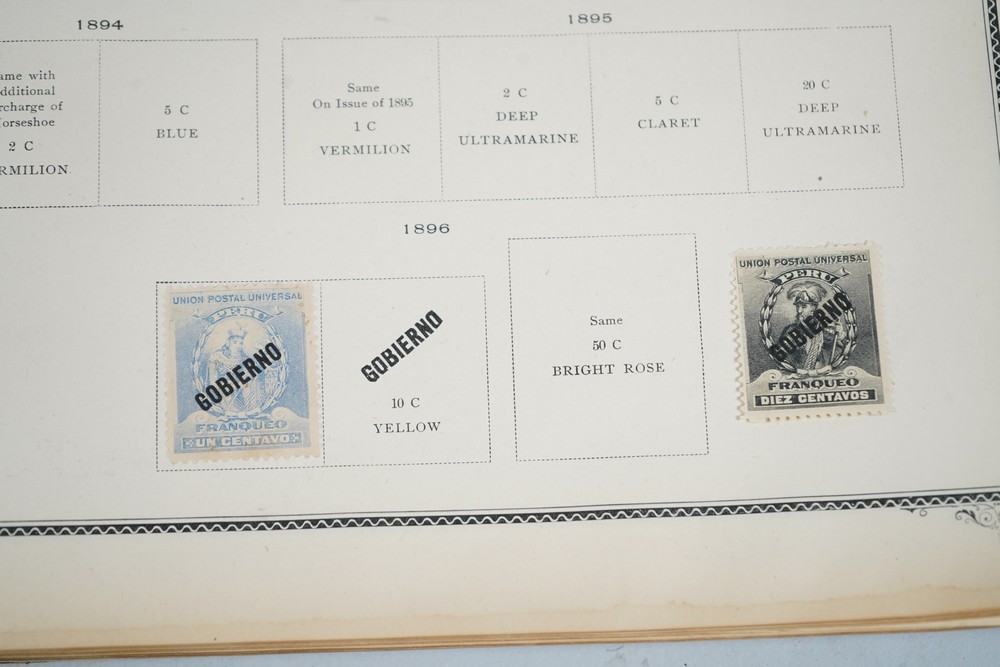 1894
ame with
dditional
rcharge of
orseshoe
2 C
RMILION
5 C
BLUE
1895
Same
On Issue of 1895
1 C
VERMILION
2 C
DEEP
ULTRAMARINE
5 C
CLARET
20 C
DEEP
ULTRAMARINE
1896
UNION POSTAL UNIVERSAL
PERU
GOBIERNO
FRANQUEO
UN CENTAVO
GOBIERNO
10 C
YELLOW
Same
50 C
BRIGHT ROSE
UNION POSTAL UNIVERSAL
PERU
GOBIERNO
FRANQUEO
DIEZ CENTAVOS